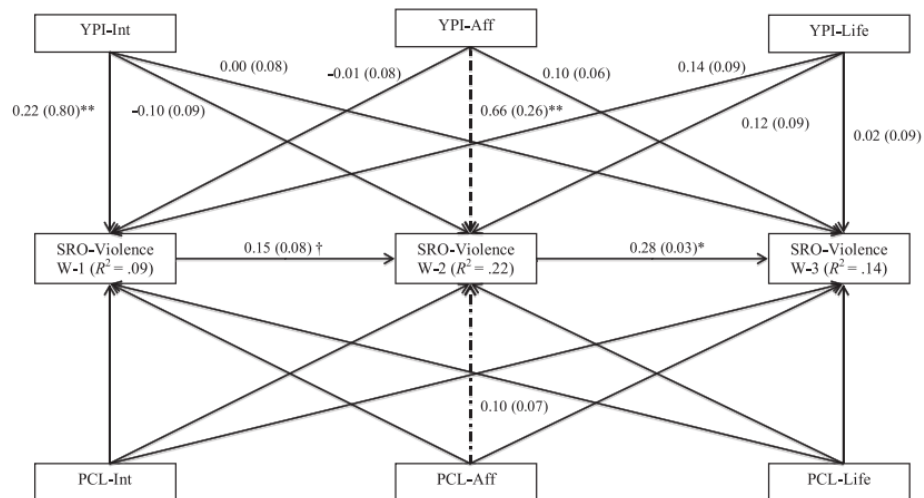 YPI-Int
YPI-Aff
YPI-Life
0.00 (0.08)
−0.01 (0.08)
0.10 (0.06)
0.14 (0.09)
0.22 (0.80)**
−0.10 (0.09)
0.66 (0.26)**
0.12 (0.09)
0.02 (0.09)
SRO-Violence
W-1 (R² = .09)
0.15 (0.08) †
SRO-Violence
W-2 (R² = .22)
0.28 (0.03)*
SRO-Violence
W-3 (R² = .14)
0.10 (0.07)
PCL-Int
PCL-Aff
PCL-Life